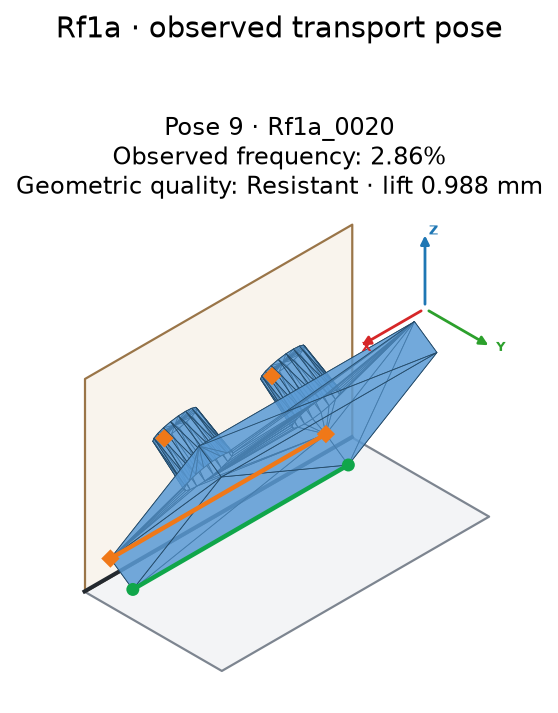 Rf1a · observed transport pose
Pose 9 · Rf1a_0020
Observed frequency: 2.86%
Geometric quality: Resistant · lift 0.988 mm
Z
X
Y